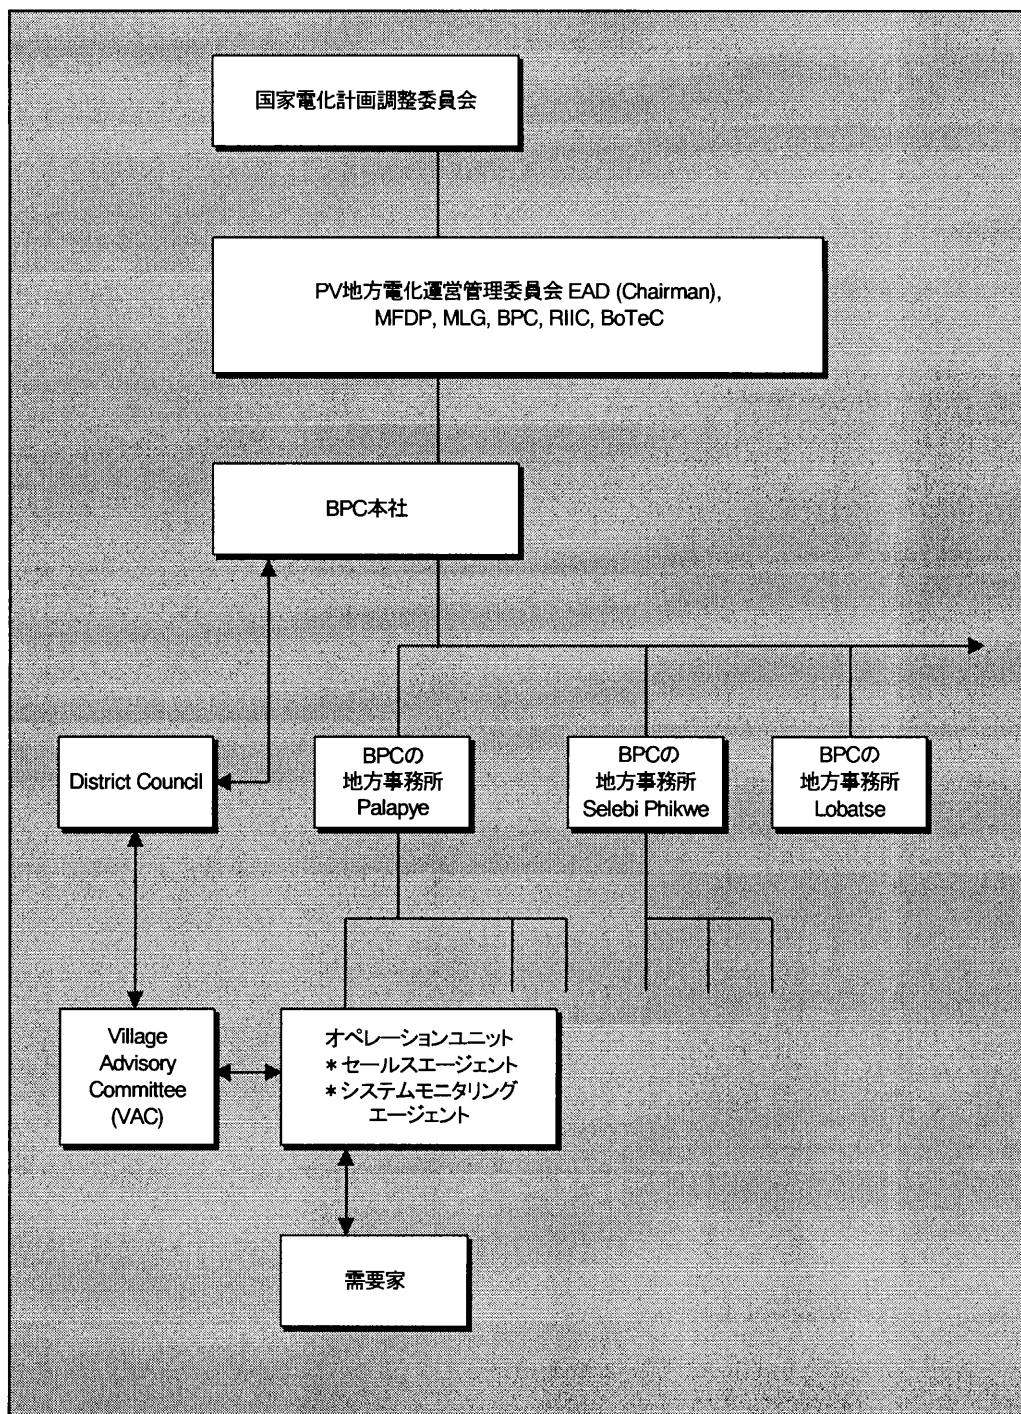 国家電化計画調整委員会
PV地方電化運営管理委員会 EAD (Chairman),
MFDP, MLG, BPC, RIIC, BoTeC
BPC本社
District Council
BPCの
地方事務所
Palapye
BPCの
地方事務所
Selebi Phikwe
BPCの
地方事務所
Lobatse
Village
Advisory
Committee
(VAC)
オペレーションユニット
*セールスエージェント
*システムモニタリング
エージェント
需要家